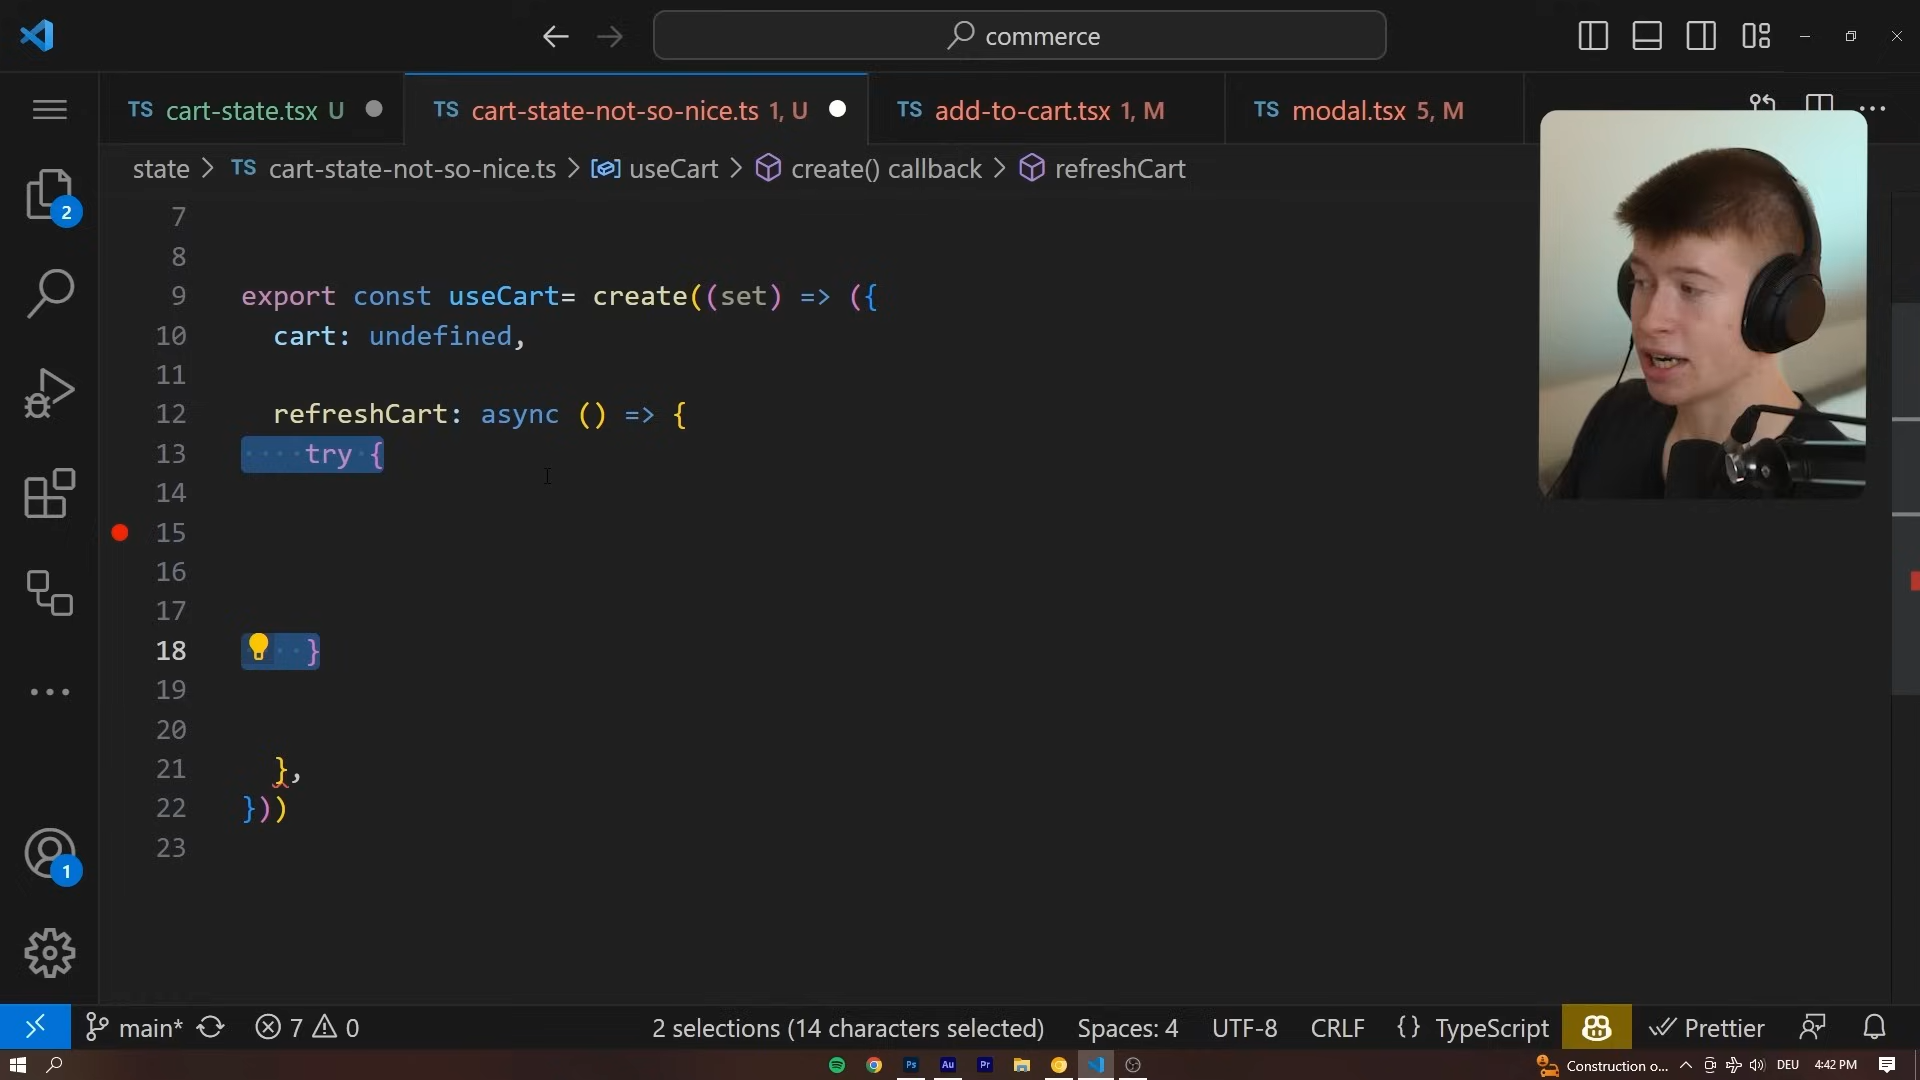 commerce
TS cart-state.tsx U
TS cart-state-not-so-nice.ts 1, U
TS add-to-cart.tsx 1, M
TS modal.tsx 5, M
state > TS cart-state-not-so-nice.ts > useCart > create() callback > refreshCart
2
7
8
9 export const useCart= create((set) => ({
10 cart: undefined,
11
12 refreshCart: async () => {
13 ····try·{
14
15
16
17
18 }
19
20
21 },
22 }))
23
1
main* 7 0 2 selections (14 characters selected) Spaces: 4 UTF-8 CRLF {} TypeScript Prettier
Ps Au Pr Construction o... DEU 4:42 PM